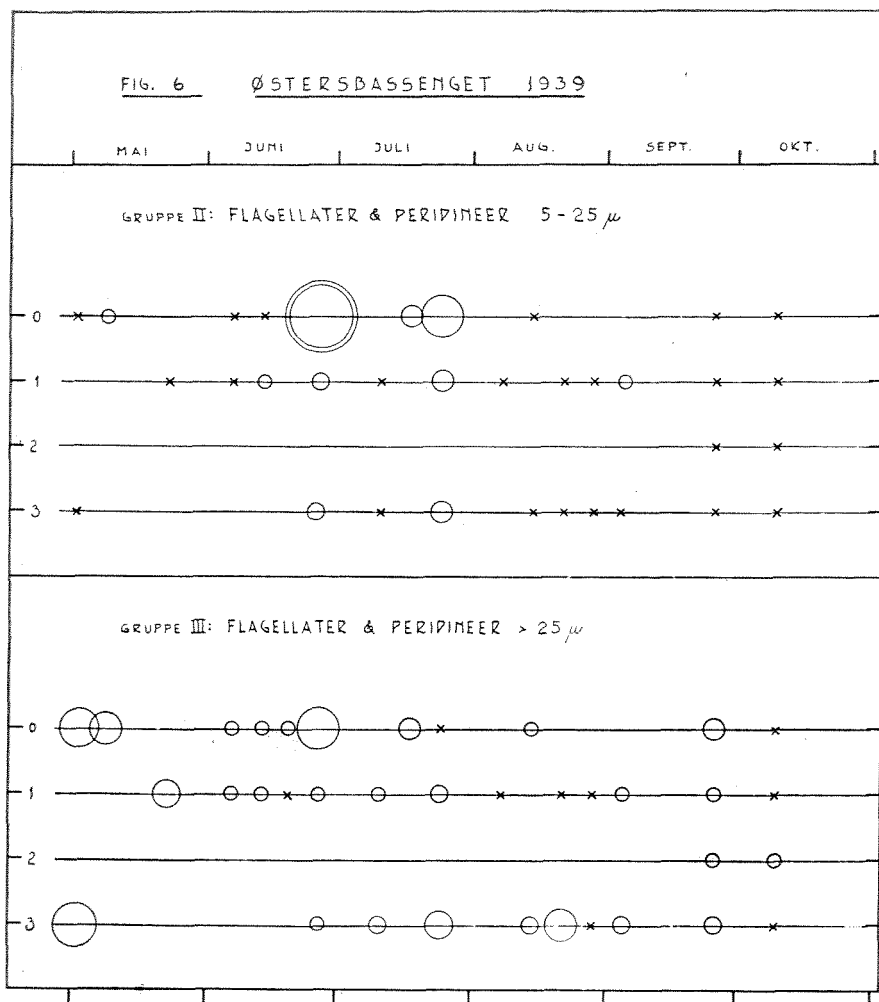 FIG. 6 ØSTERSBASSENGET 1939
MAI JUNI JULI AUG. SEPT. OKT.
GRUPPE II: FLAGELLATER & PERIDINEER 5-25 µ
0
1
2
3
GRUPPE III: FLAGELLATER & PERIDINEER > 25 µ
0
1
2
3